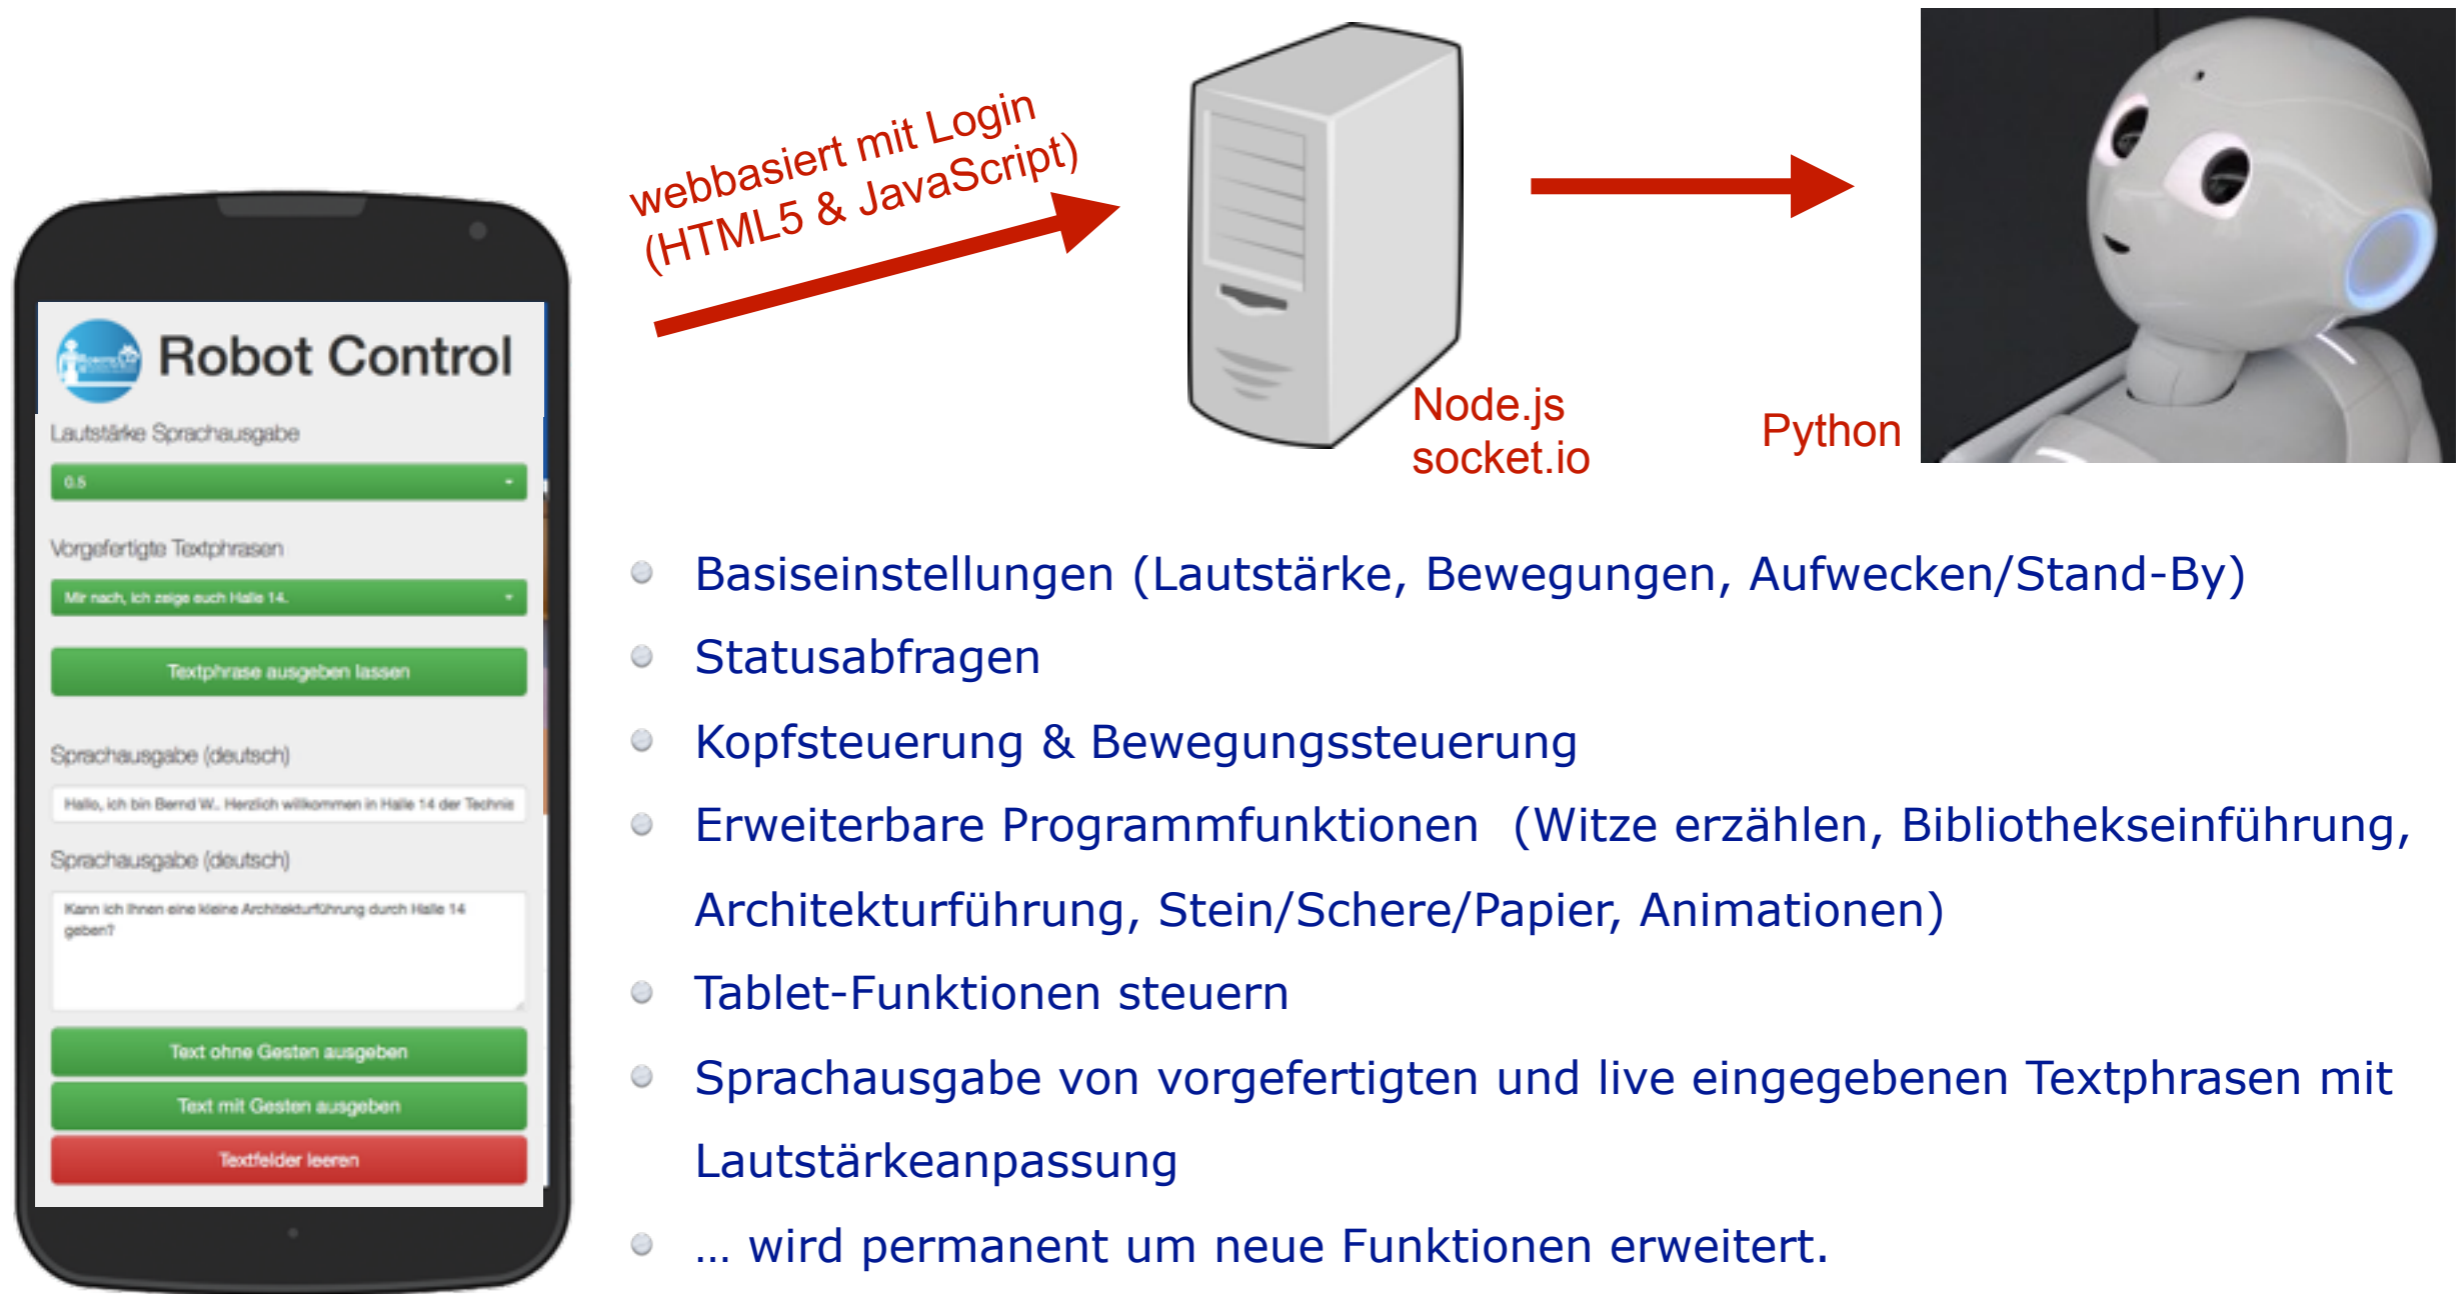 webbasiert mit Login
(HTML5 & JavaScript)
Node.js
socket.io
Python
Robot Control
Lautstärke Sprachausgabe
0.5
Vorgefertigte Textphrasen
Mir nach, ich zeige euch Halle 14.
Textphrase ausgeben lassen
Sprachausgabe (deutsch)
Hallo, ich bin Bernd W.. Herzlich willkommen in Halle 14 der Technis
Sprachausgabe (deutsch)
Kann ich Ihnen eine kleine Architekturführung durch Halle 14
geben?
Text ohne Gesten ausgeben
Text mit Gesten ausgeben
Textfelder leeren
Basiseinstellungen (Lautstärke, Bewegungen, Aufwecken/Stand-By)
Statusabfragen
Kopfsteuerung & Bewegungssteuerung
Erweiterbare Programmfunktionen (Witze erzählen, Bibliothekseinführung,
Architekturführung, Stein/Schere/Papier, Animationen)
Tablet-Funktionen steuern
Sprachausgabe von vorgefertigten und live eingegebenen Textphrasen mit
Lautstärkeanpassung
… wird permanent um neue Funktionen erweitert.